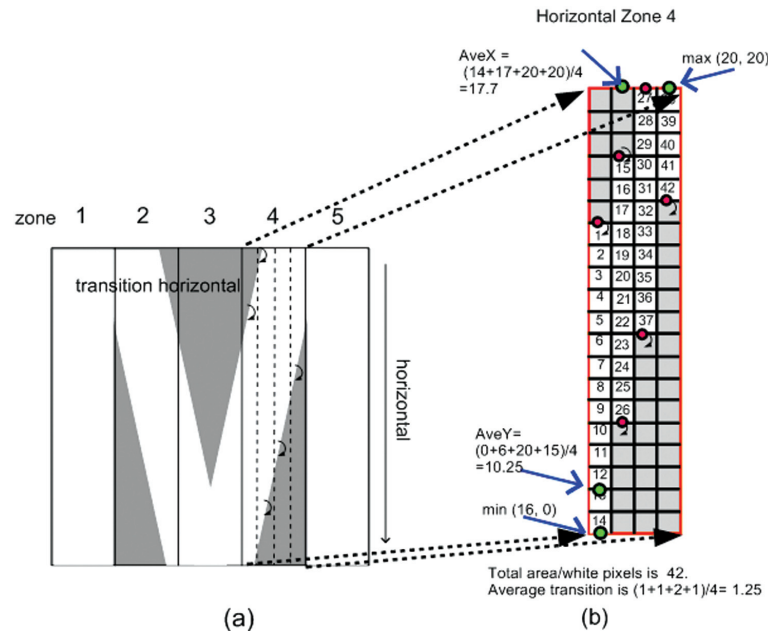 Horizontal Zone 4
AveX =
(14+17+20+20)/4
=17.7
max (20, 20)
zone 1 2 3 4 5
transition horizontal
horizontal
27
28 39
29 40
15 30 41
16 31 42
17 32
1 18 33
2 19 34
3 20 35
4 21 36
5 22 37
6 23
7 24
8 25
9 26
10
11
12
13
14
AveY=
(0+6+20+15)/4
=10.25
min (16, 0)
Total area/white pixels is 42.
Average transition is (1+1+2+1)/4= 1.25
(a) (b)